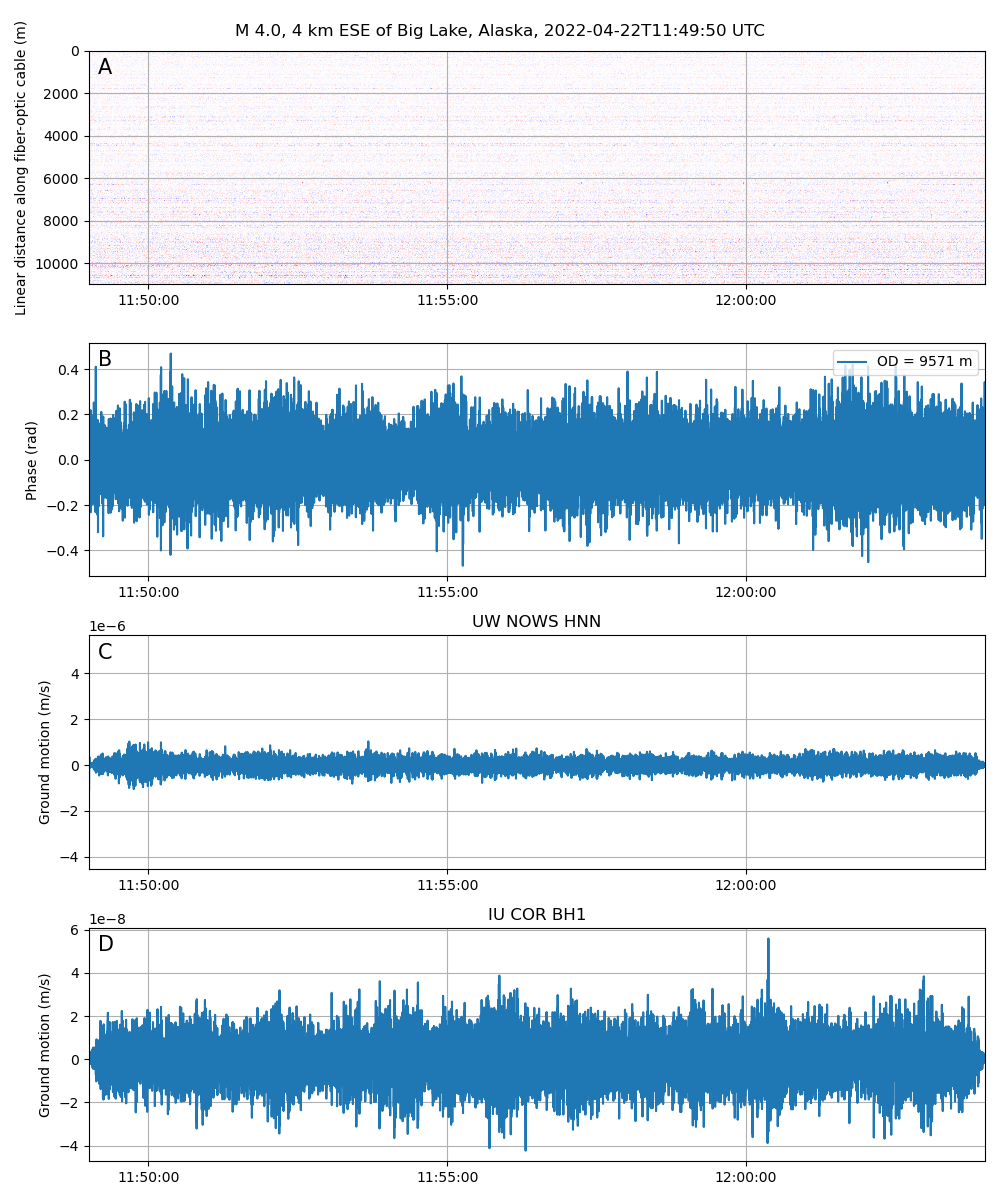 M 4.0, 4 km ESE of Big Lake, Alaska, 2022-04-22T11:49:50 UTC
A
Linear distance along fiber-optic cable (m)
0
2000
4000
6000
8000
10000
11:50:00 11:55:00 12:00:00
B
OD = 9571 m
Phase (rad)
0.4
0.2
0.0
−0.2
−0.4
11:50:00 11:55:00 12:00:00
UW NOWS HNN
1e−6
C
Ground motion (m/s)
4
2
0
−2
−4
11:50:00 11:55:00 12:00:00
IU COR BH1
1e−8
D
Ground motion (m/s)
6
4
2
0
−2
−4
11:50:00 11:55:00 12:00:00